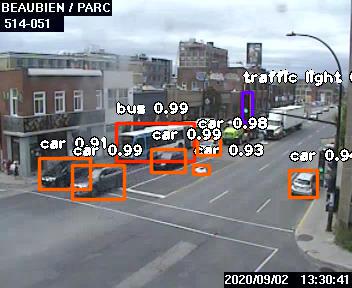 BEAUBIEN / PARC
514-051
traffic light
bus 0.99
car 0.98
car 0.99
car 0.91
car 0.99
car 0.93
car 0.9
2020/09/02 13:30:41